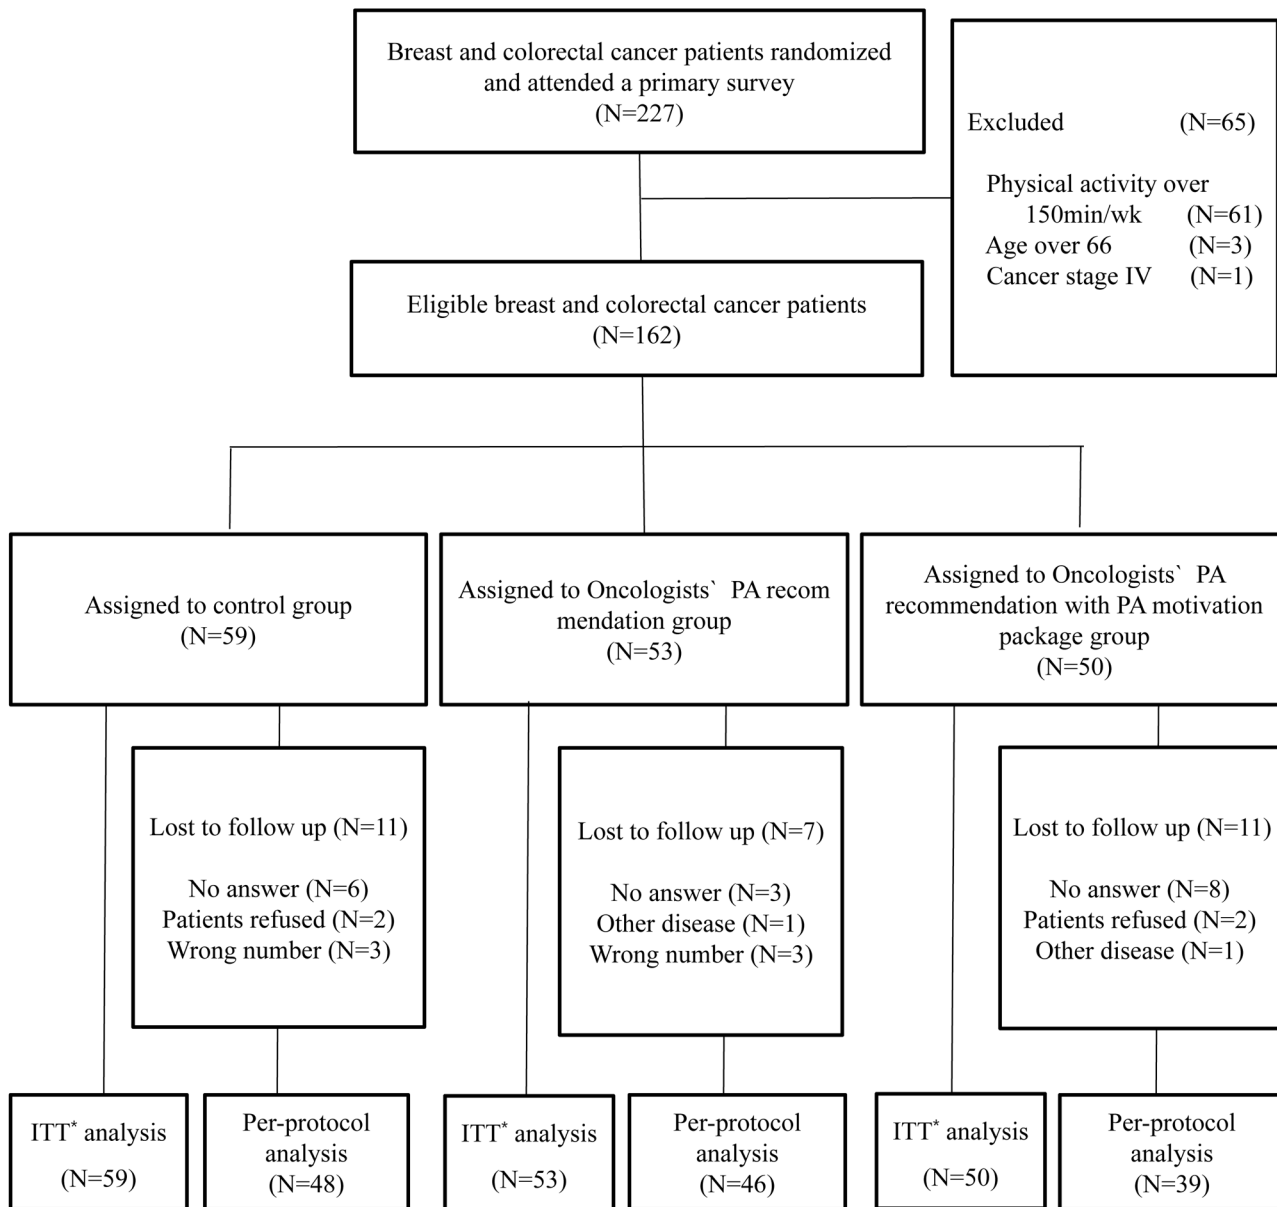 Breast and colorectal cancer patients randomized
and attended a primary survey
(N=227)
Excluded (N=65)
Physical activity over
150min/wk (N=61)
Age over 66 (N=3)
Cancer stage IV (N=1)
Eligible breast and colorectal cancer patients
(N=162)
Assigned to control group
(N=59)
Assigned to Oncologists` PA recom
mendation group
(N=53)
Assigned to Oncologists` PA
recommendation with PA motivation
package group
(N=50)
Lost to follow up (N=11)
No answer (N=6)
Patients refused (N=2)
Wrong number (N=3)
Lost to follow up (N=7)
No answer (N=3)
Other disease (N=1)
Wrong number (N=3)
Lost to follow up (N=11)
No answer (N=8)
Patients refused (N=2)
Other disease (N=1)
ITT* analysis
(N=59)
Per-protocol
analysis
(N=48)
ITT* analysis
(N=53)
Per-protocol
analysis
(N=46)
ITT* analysis
(N=50)
Per-protocol
analysis
(N=39)